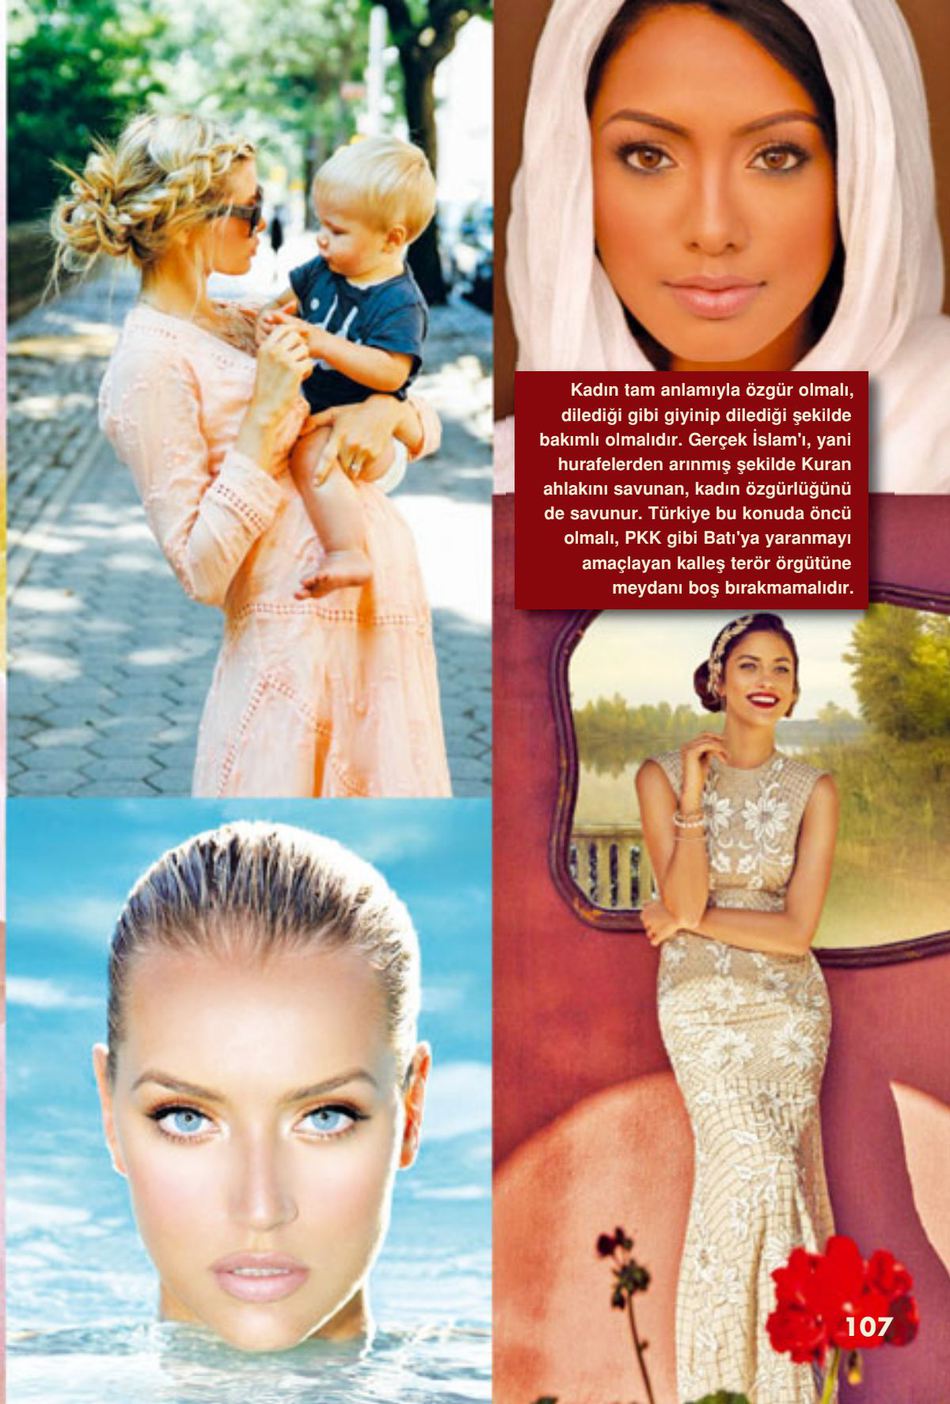 Kadın tam anlamıyla özgür olmalı,
dilediği gibi giyinip dilediği şekilde
bakımlı olmalıdır. Gerçek İslam'ı, yani
hurafelerden arınmış şekilde Kuran
ahlakını savunan, kadın özgürlüğünü
de savunur. Türkiye bu konuda öncü
olmalı, PKK gibi Batı'ya yaranmayı
amaçlayan kalleş terör örgütüne
meydanı boş bırakmamalıdır.
107